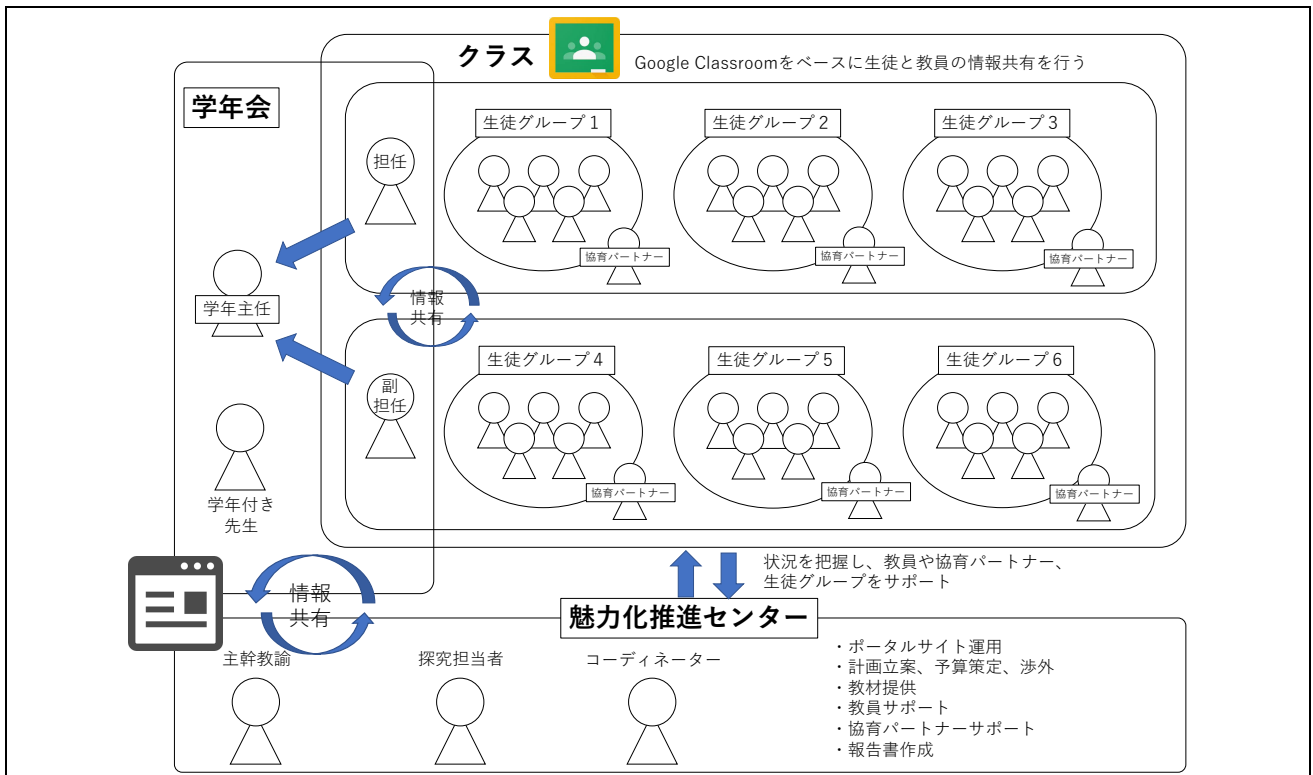 クラス
Google Classroomをベースに生徒と教員の情報共有を行う
学年会
担任
生徒グループ１
生徒グループ２
生徒グループ３
協育パートナー
協育パートナー
協育パートナー
学年主任
情報
共有
副
担任
生徒グループ４
生徒グループ５
生徒グループ６
協育パートナー
協育パートナー
協育パートナー
学年付き
先生
状況を把握し、教員や協育パートナー、
生徒グループをサポート
情報
共有
魅力化推進センター
主幹教諭
探究担当者
コーディネーター
・ポータルサイト運用
・計画立案、予算策定、渉外
・教材提供
・教員サポート
・協育パートナーサポート
・報告書作成